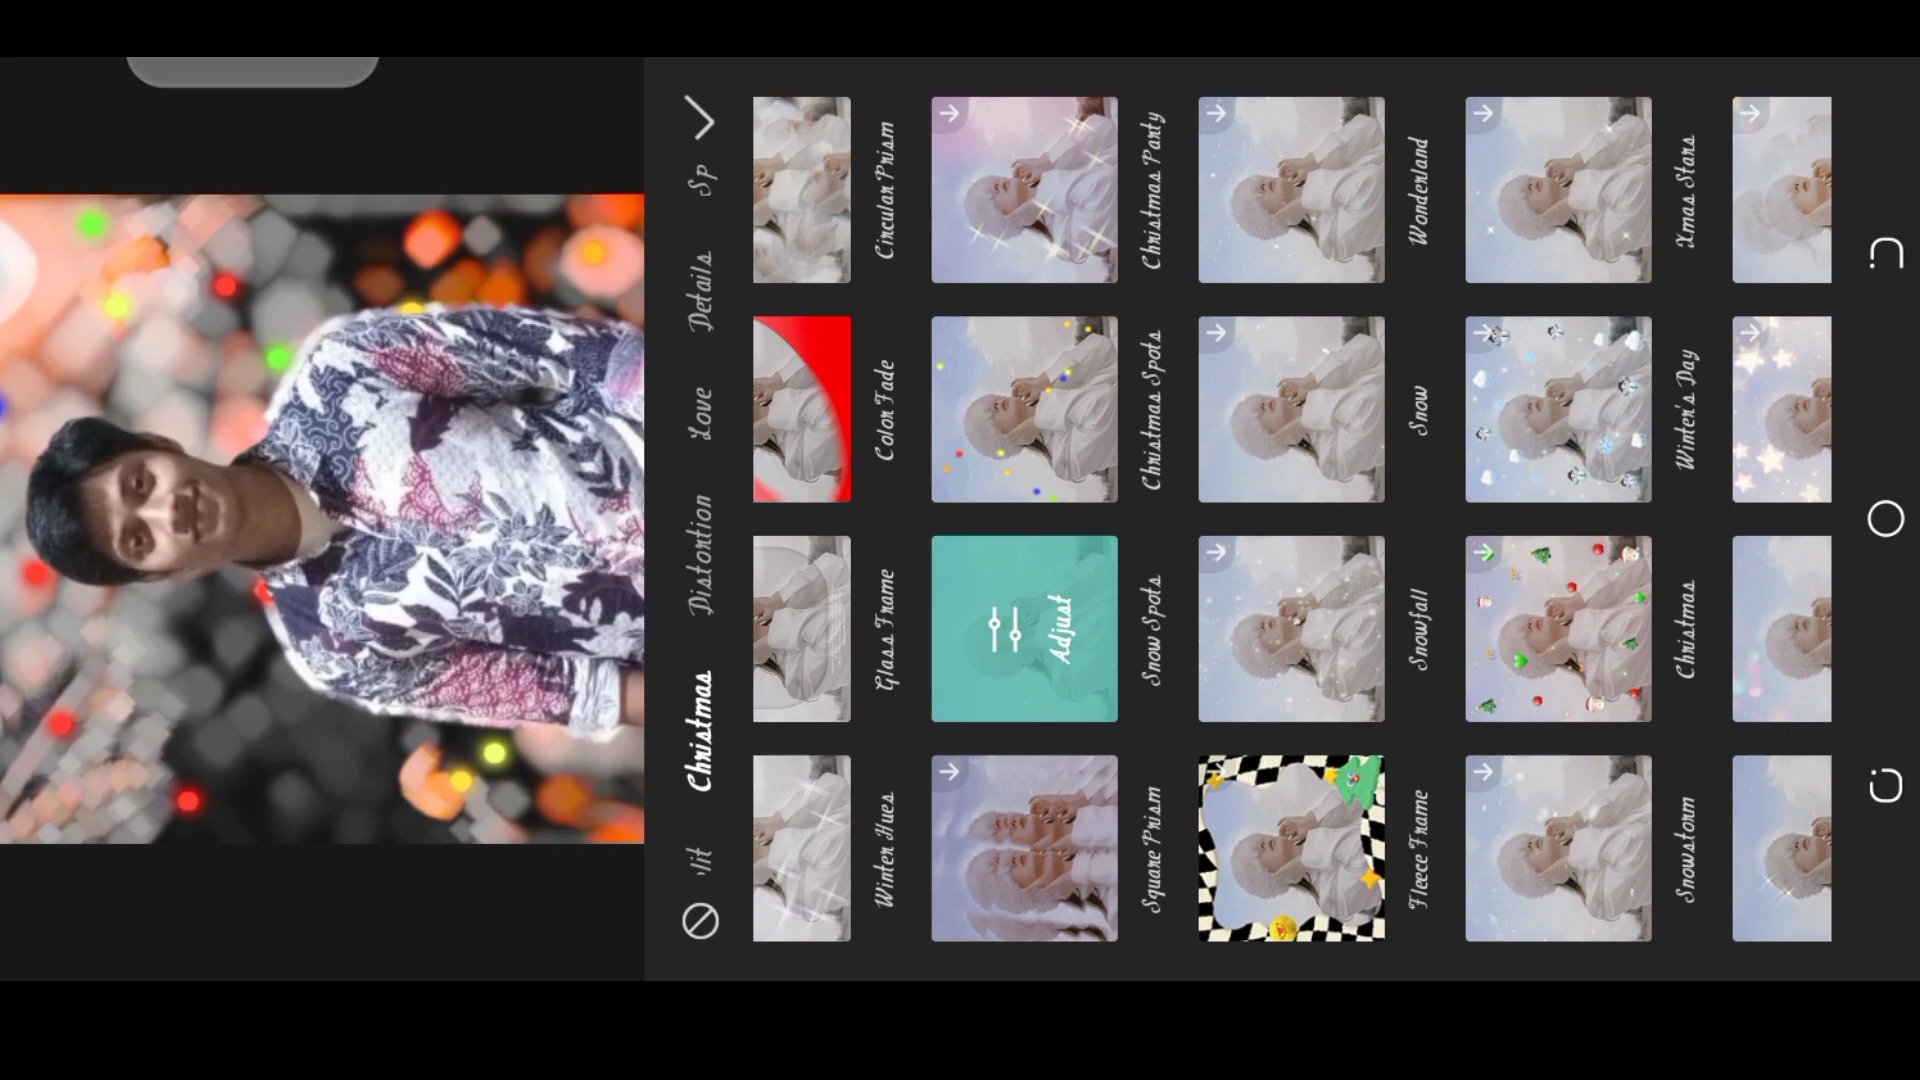 lit Christmas Distortion Love Details Sp
Winter Hues Glass Frame Color Fade Circular Prism
Adjust
Square Prism Snow Spots Christmas Spots Christmas Party
Fleece Frame Snowfall Snow Wonderland
Snowstorm Christmas Winter's Day Xmas Stars